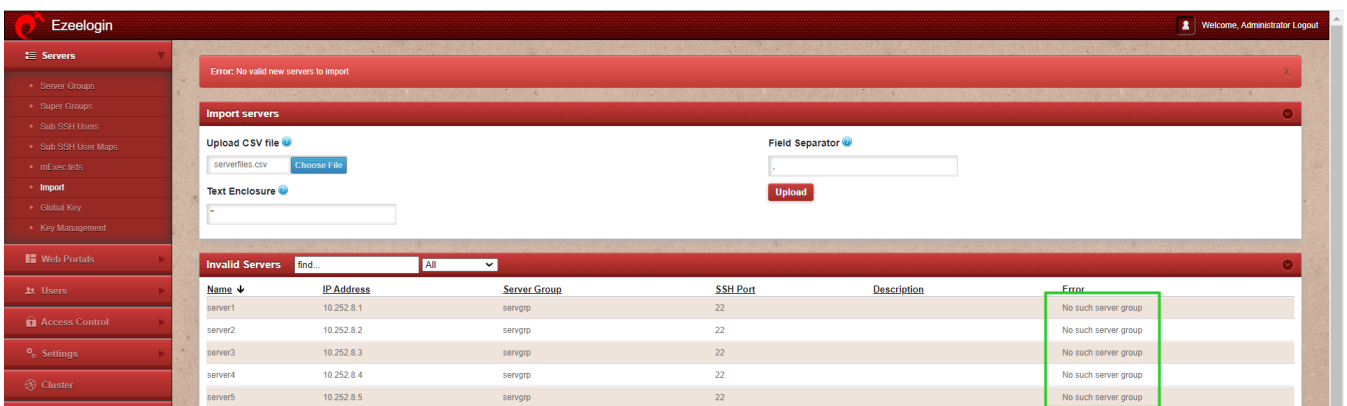 Ezeelogin
Welcome, Administrator Logout
Servers
Server Groups
Super Groups
Sub SSH Users
Sub SSH User Maps
mExec lists
Import
Global Key
Key Management
Web Portals
Users
Access Control
Settings
Cluster
Error: No valid new servers to import X
Import servers
Upload CSV file ? Field Separator ?
serverfiles.csv Choose File ,
Text Enclosure ? Upload
"
Invalid Servers find... All
Name IP Address Server Group SSH Port Description Error
server1 10.252.8.1 servgrp 22 No such server group
server2 10.252.8.2 servgrp 22 No such server group
server3 10.252.8.3 servgrp 22 No such server group
server4 10.252.8.4 servgrp 22 No such server group
server5 10.252.8.5 servgrp 22 No such server group